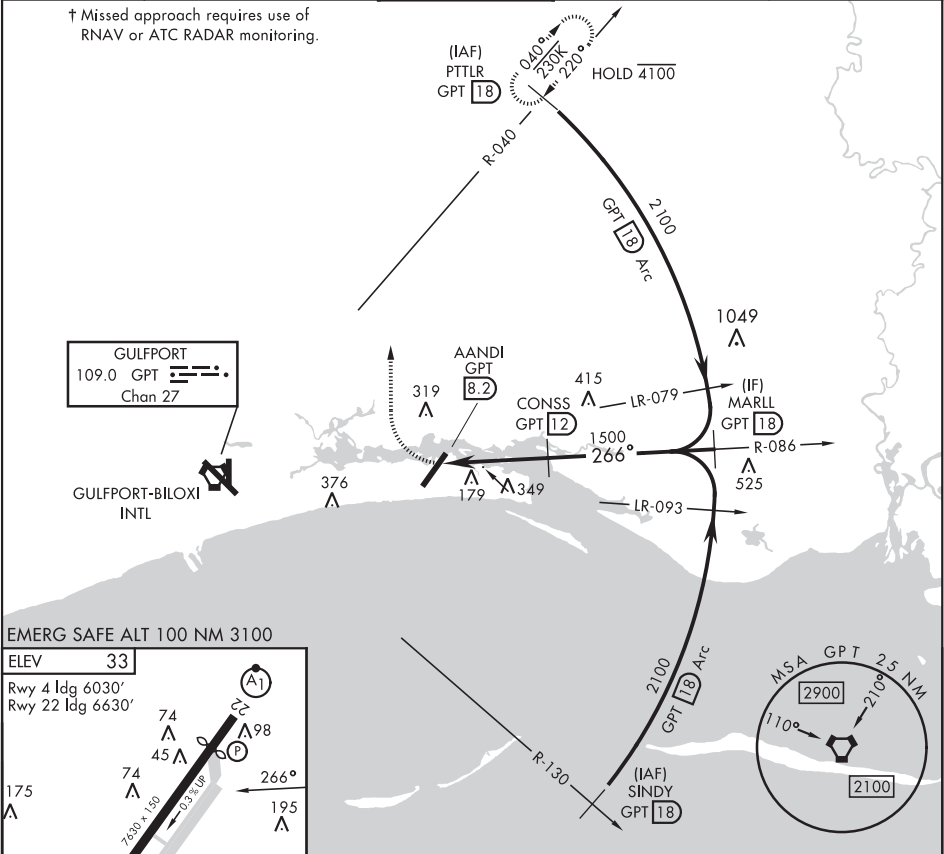 † Missed approach requires use of
RNAV or ATC RADAR monitoring.
(IAF)
PTTLR
GPT 18
040°
230K
220°
HOLD 4100
R-040
2100
GPT 18 Arc
1049
GULFPORT
109.0 GPT
Chan 27
GULFPORT-BILOXI
INTL
AANDI
GPT
8.2
319
415
LR-079
(IF)
MARLL
GPT 18
CONSS
GPT 12
1500
266°
R-086
525
376
179
349
LR-093
2100
GPT 18 Arc
R-130
(IAF)
SINDY
GPT 18
EMERG SAFE ALT 100 NM 3100
ELEV 33
Rwy 4 ldg 6030'
Rwy 22 ldg 6630'
A1
22
74
98
45
P
74
266°
175
195
7630 x 150
0.3% UP
MSA GPT 25 NM
2900
210°
110°
2100